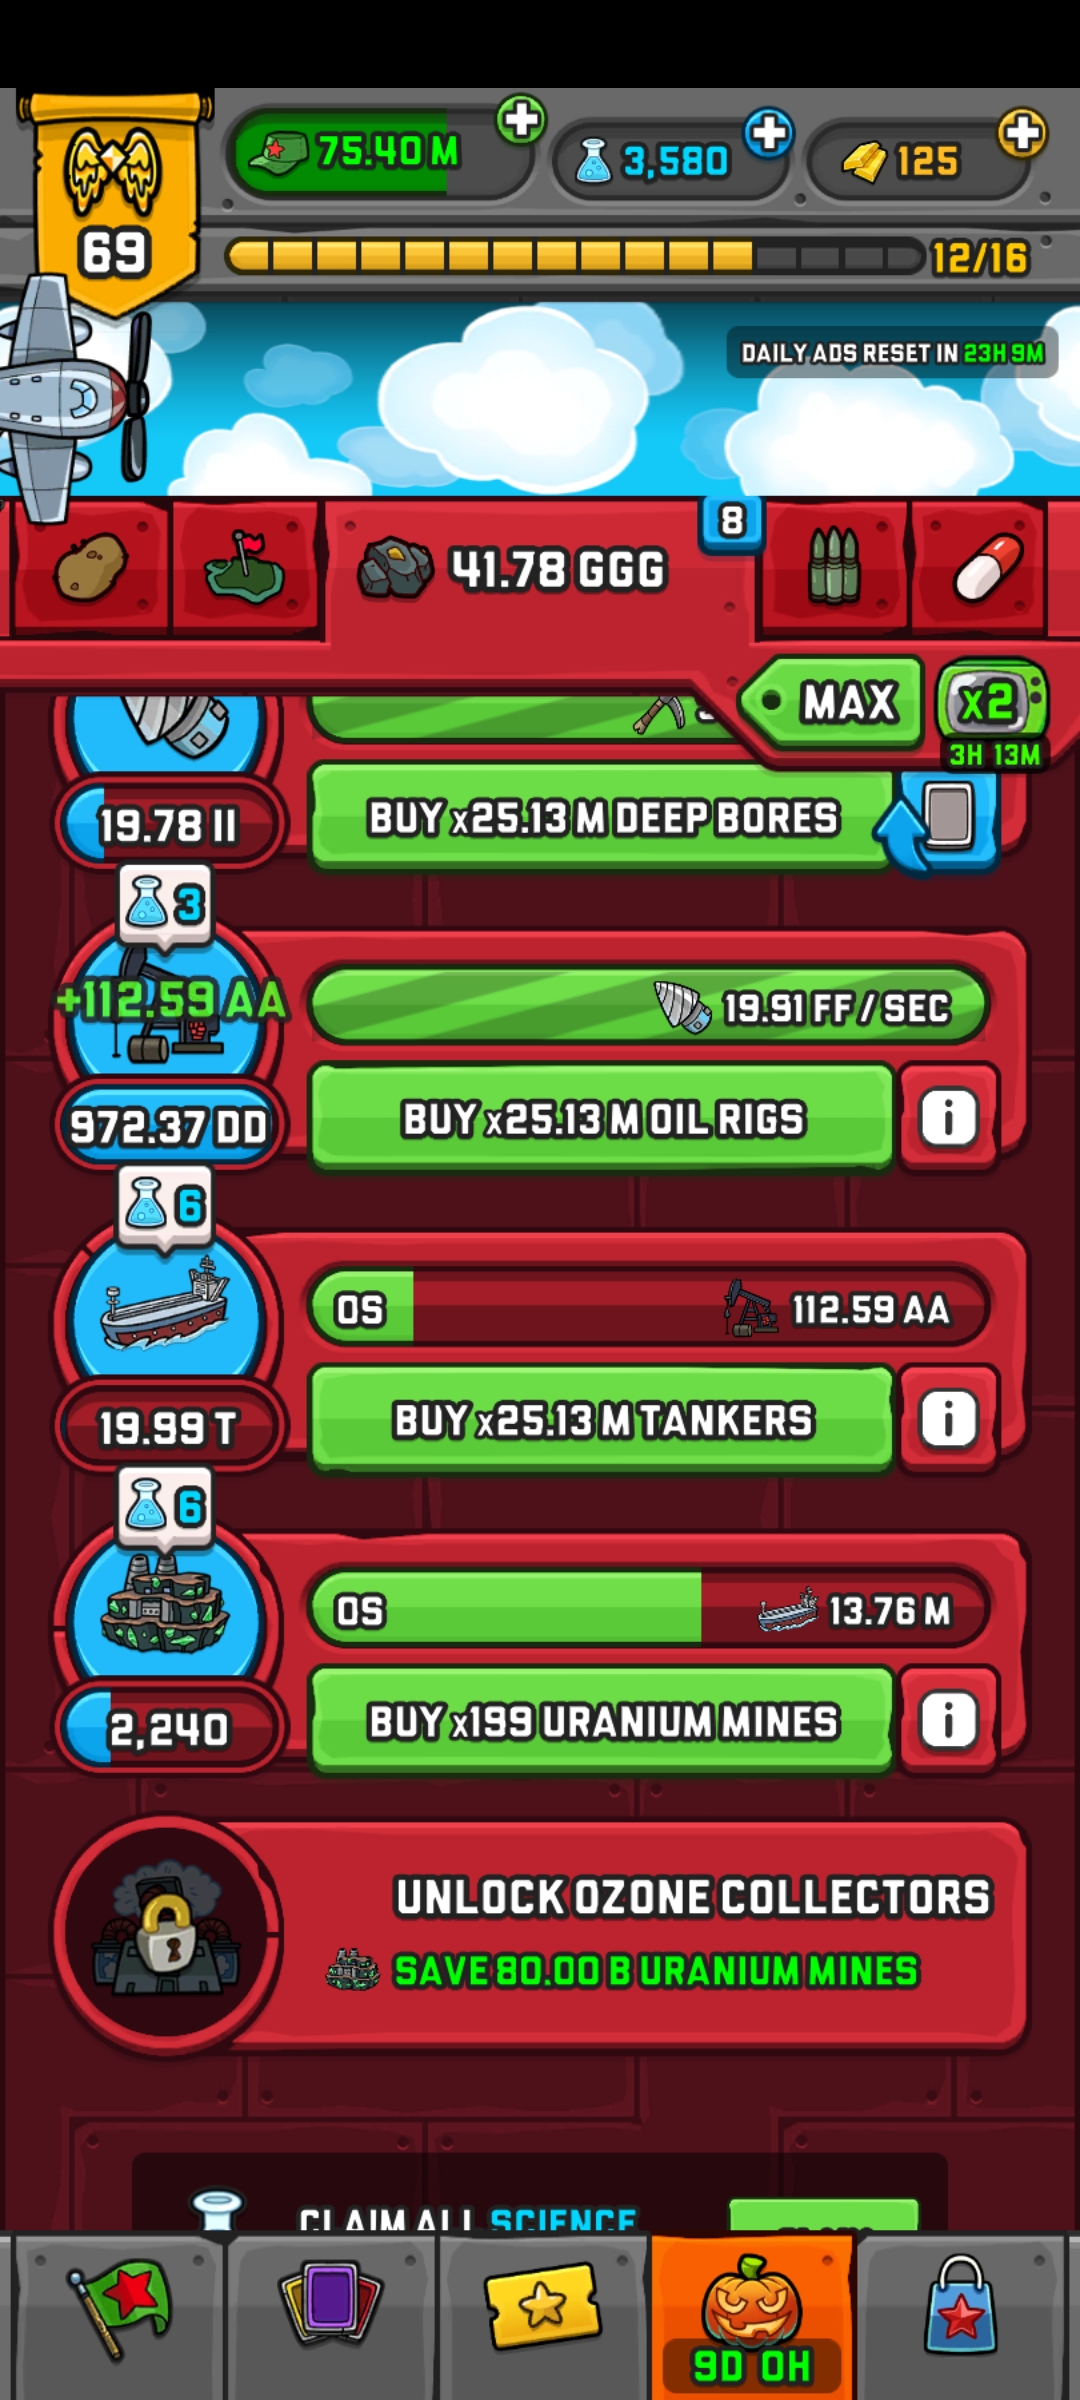 75.40 M
3,580
125
69
12/16
DAILY ADS RESET IN 23H 9M
41.78 GGG
8
MAX
x2
3H 13M
19.78 II
BUY x25.13 M DEEP BORES
3
+112.59 AA
19.91 FF / SEC
972.37 DD
BUY x25.13 M OIL RIGS
i
6
0S
112.59 AA
19.99 T
BUY x25.13 M TANKERS
i
6
0S
13.76 M
2,240
BUY x199 URANIUM MINES
i
UNLOCK OZONE COLLECTORS
SAVE 80.00 B URANIUM MINES
CLAIM ALL SCIENCE
9D 0H